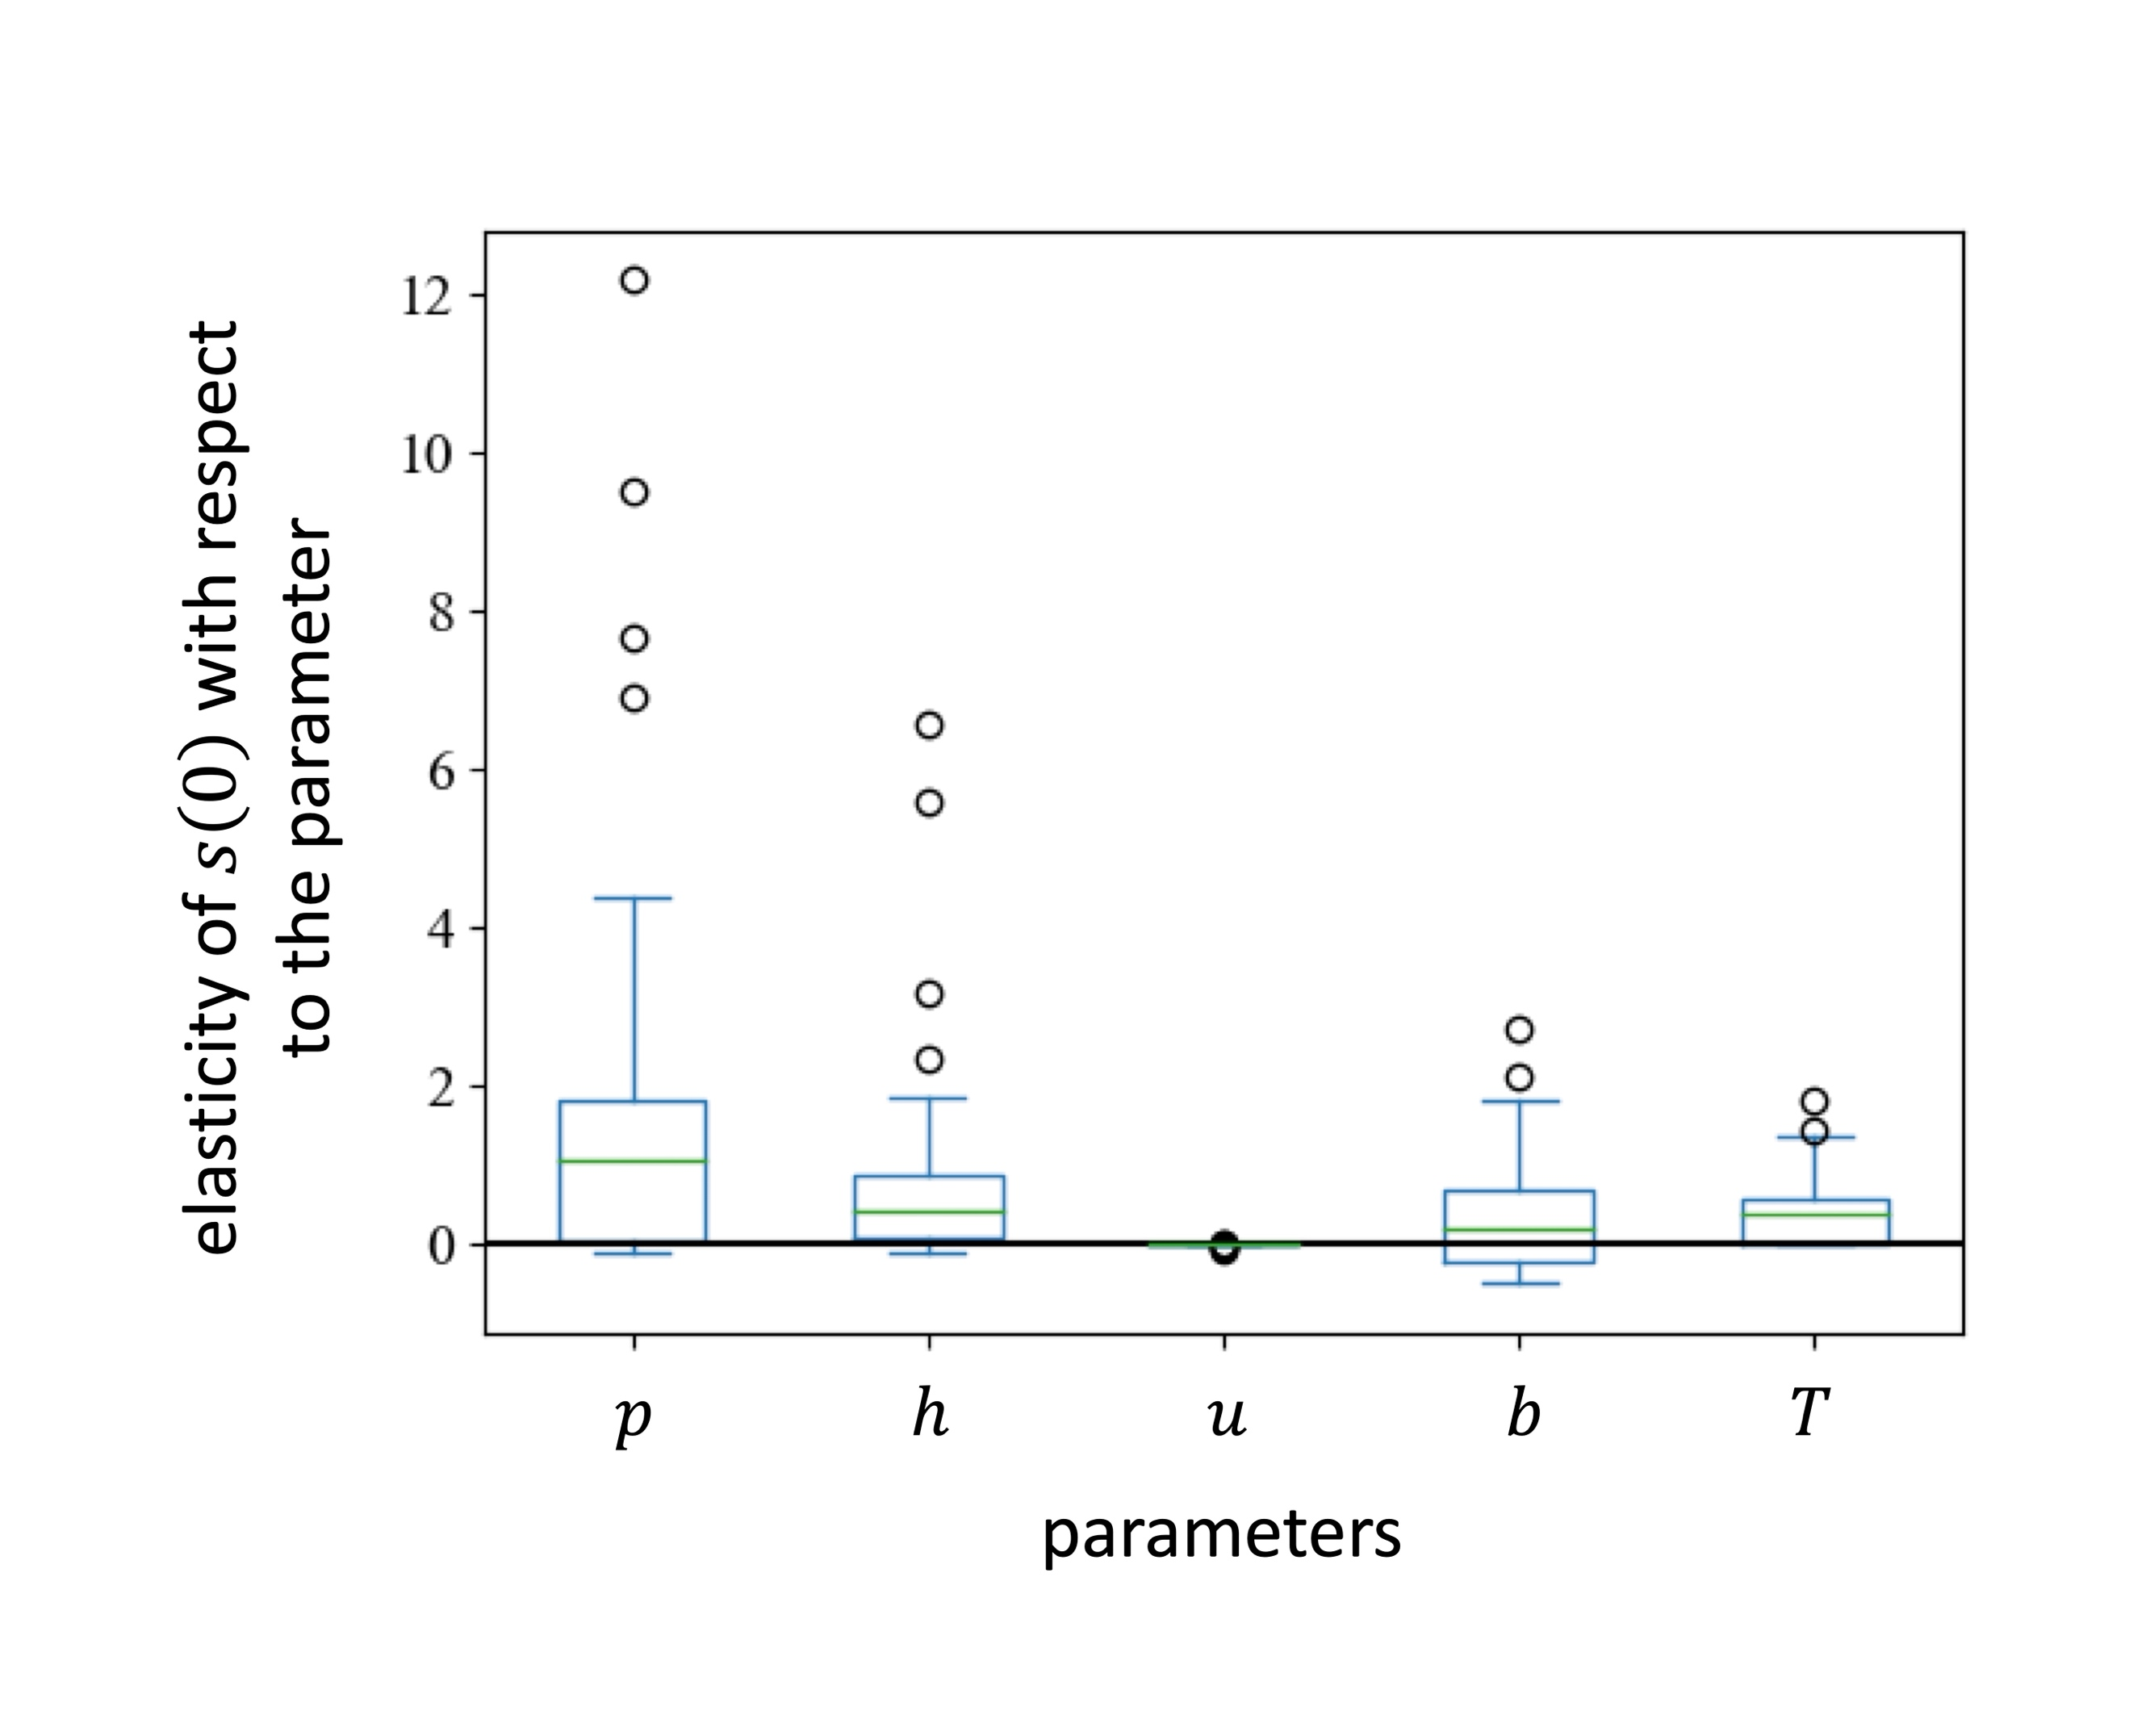 elasticity of s(0) with respect
to the parameter
12
10
8
6
4
2
0
p h u b T
parameters